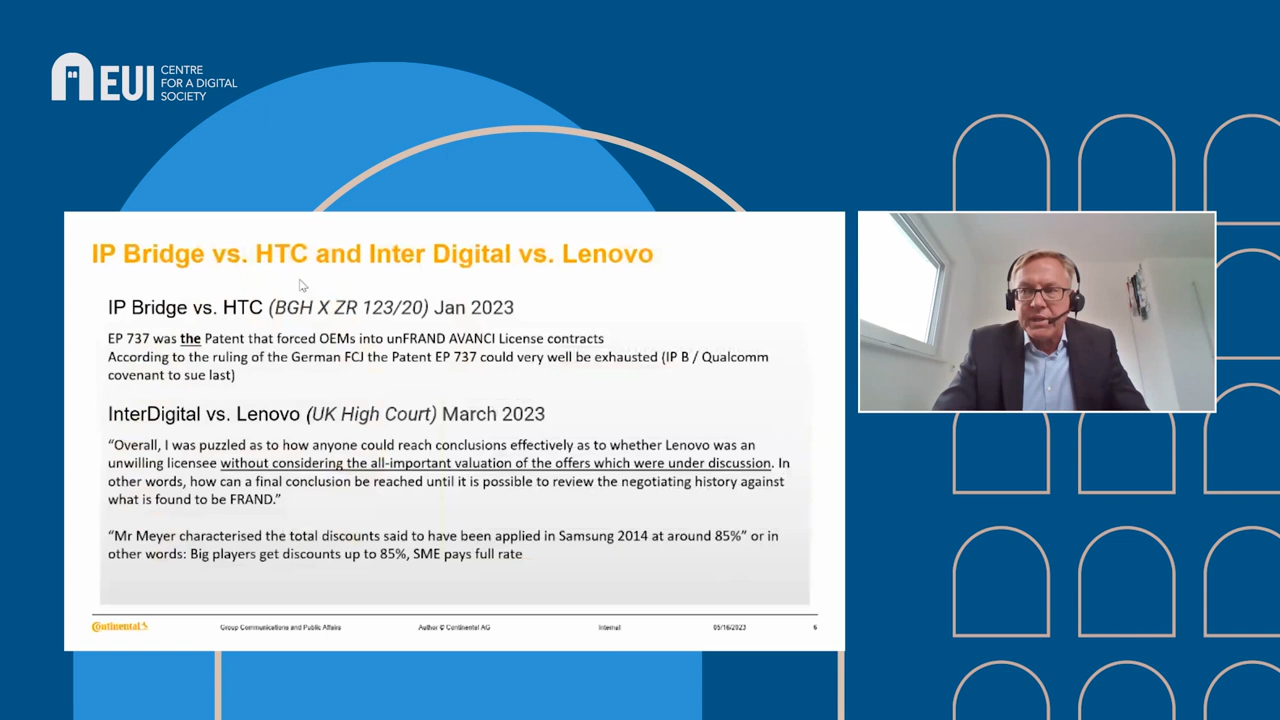 EUI
CENTRE
FOR A DIGITAL
SOCIETY
IP Bridge vs. HTC and Inter Digital vs. Lenovo
IP Bridge vs. HTC (BGH X ZR 123/20) Jan 2023
EP 737 was the Patent that forced OEMs into unFRAND AVANCI License contracts
According to the ruling of the German FCJ the Patent EP 737 could very well be exhausted (IP B / Qualcomm
covenant to sue last)
InterDigital vs. Lenovo (UK High Court) March 2023
“Overall, I was puzzled as to how anyone could reach conclusions effectively as to whether Lenovo was an
unwilling licensee without considering the all-important valuation of the offers which were under discussion. In
other words, how can a final conclusion be reached until it is possible to review the negotiating history against
what is found to be FRAND.”
“Mr Meyer characterised the total discounts said to have been applied in Samsung 2014 at around 85%” or in
other words: Big players get discounts up to 85%, SME pays full rate
Continental
Group Communications and Public Affairs
Author © Continental AG
Internal
05/16/2023
6